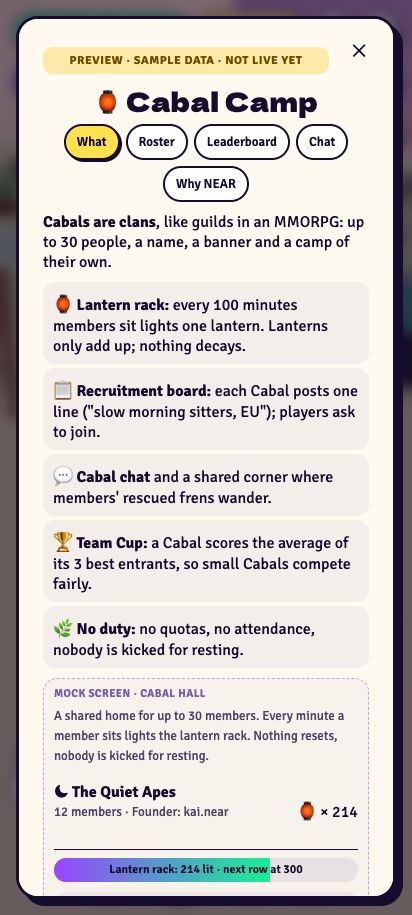 PREVIEW · SAMPLE DATA · NOT LIVE YET
Cabal Camp
What
Roster
Leaderboard
Chat
Why NEAR
Cabals are clans, like guilds in an MMORPG: up
to 30 people, a name, a banner and a camp of
their own.
Lantern rack: every 100 minutes
members sit lights one lantern. Lanterns
only add up; nothing decays.
Recruitment board: each Cabal posts one
line ("slow morning sitters, EU"); players ask
to join.
Cabal chat and a shared corner where
members' rescued frens wander.
Team Cup: a Cabal scores the average of
its 3 best entrants, so small Cabals compete
fairly.
No duty: no quotas, no attendance,
nobody is kicked for resting.
MOCK SCREEN · CABAL HALL
A shared home for up to 30 members. Every minute a
member sits lights the lantern rack. Nothing resets,
nobody is kicked for resting.
The Quiet Apes
12 members · Founder: kai.near
× 214
Lantern rack: 214 lit · next row at 300